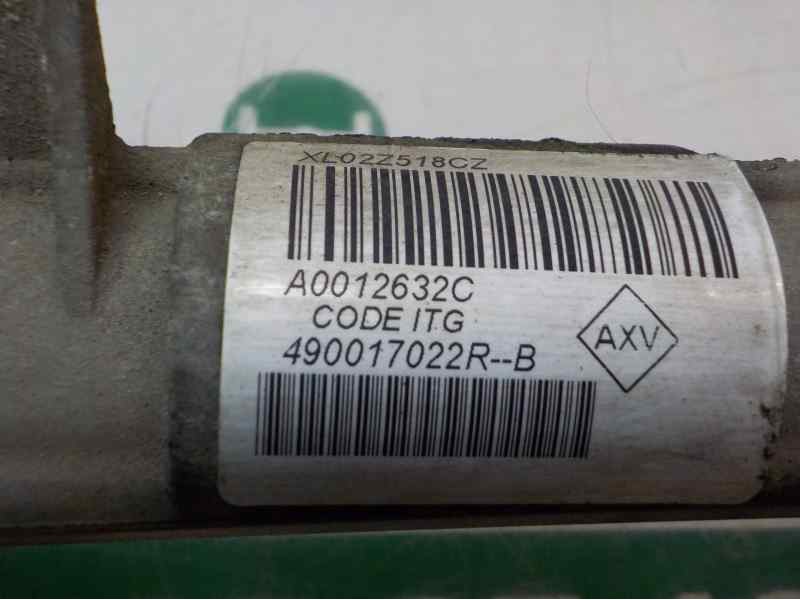 XL02Z518CZ
A0012632C
CODE ITG
AXV
490017022R--B